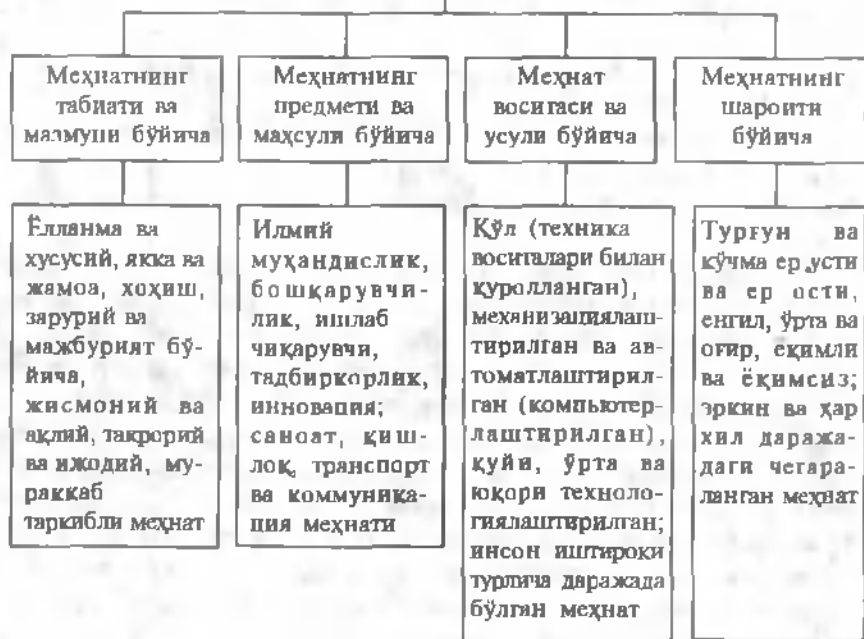 Меҳнатнинг
табиати ва
мазмуни бўйича
Меҳнатнинг
предмети ва
маҳсули бўйича
Меҳнат
воситаси ва
усули бўйича
Меҳнатнинг
шароити
бўйича
Ёлланма ва
хусусий, якка ва
жамоа, хоҳиш,
зарурий ва
мажбурият бў-
йича,
жисмоний ва
ақлий, такрорий
ва ижодий, му-
раккаб
таркибли меҳнат
Илмий
муҳандислик,
бошқарувчи-
лик, ишлаб
чиқарувчи,
тадбиркорлик,
инновация;
саноат, қиш-
лоқ, транспорт
ва коммуника-
ция меҳнати
Қўл (техника
воситалари билан
қуролланган),
механизациялаш-
тирилган ва ав-
томатлаштирил-
ган (компьютер-
лаштирилган),
қуйи, ўрта ва
юқори техноло-
гиялаштирилган;
инсон иштироки
турлича даражада
бўлган меҳнат
Турғун ва
кўчма ер усти
ва ер ости,
енгил, ўрта ва
оғир, ёқимли
ва ёқимсиз;
эркин ва ҳар
хил даража-
даги чегара-
ланган меҳнат